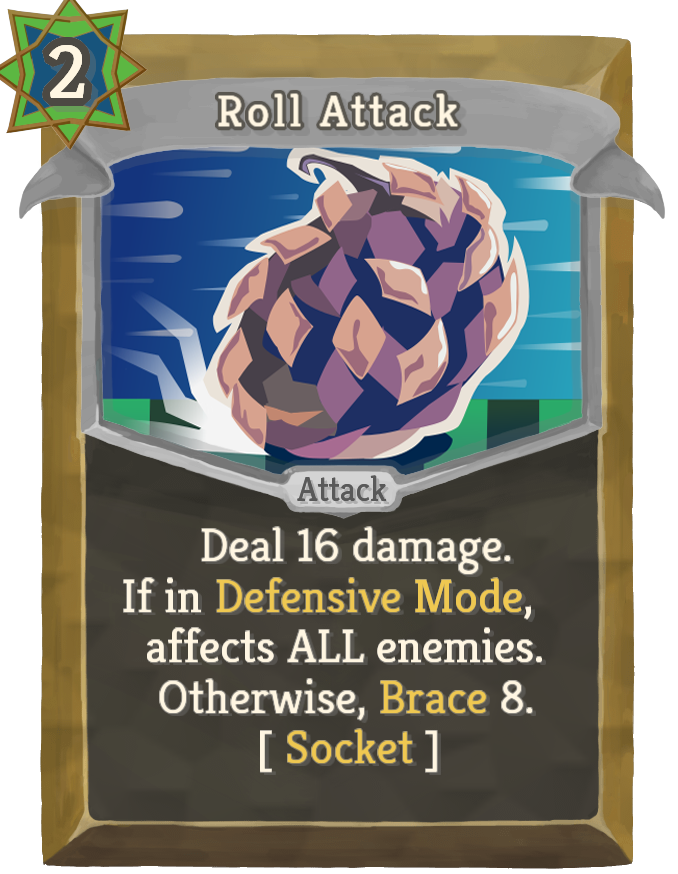 2
Roll Attack
Attack
Deal 16 damage.
If in Defensive Mode,
affects ALL enemies.
Otherwise, Brace 8.
[ Socket ]